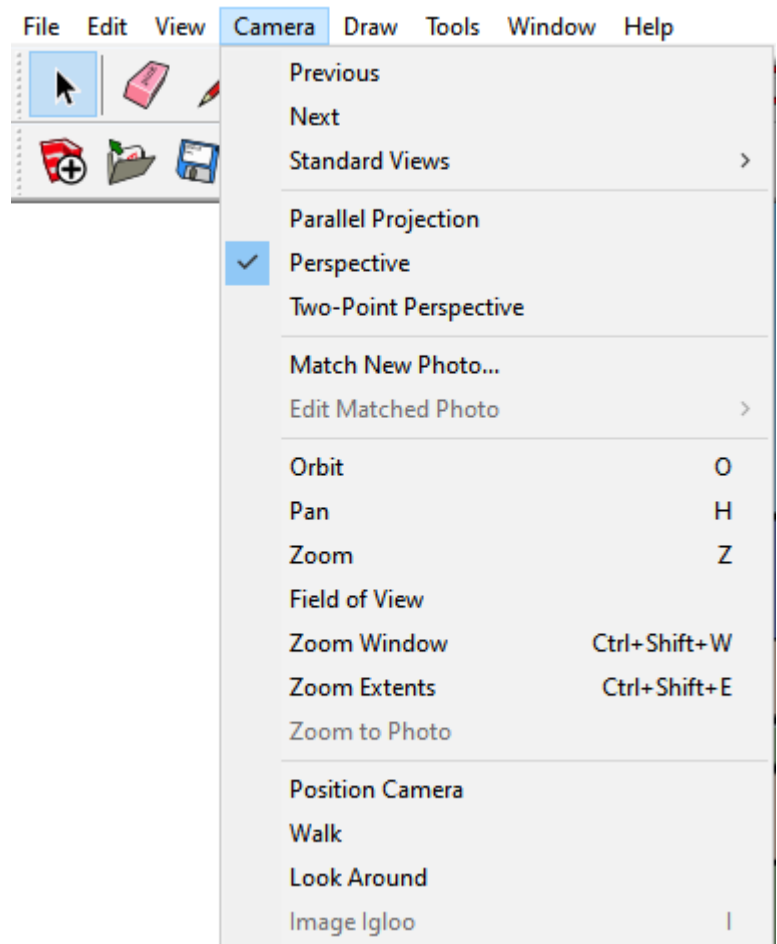 File Edit View Camera Draw Tools Window Help
Previous
Next
Standard Views
Parallel Projection
Perspective
Two-Point Perspective
Match New Photo...
Edit Matched Photo
Orbit O
Pan H
Zoom Z
Field of View
Zoom Window Ctrl+Shift+W
Zoom Extents Ctrl+Shift+E
Zoom to Photo
Position Camera
Walk
Look Around
Image Igloo I